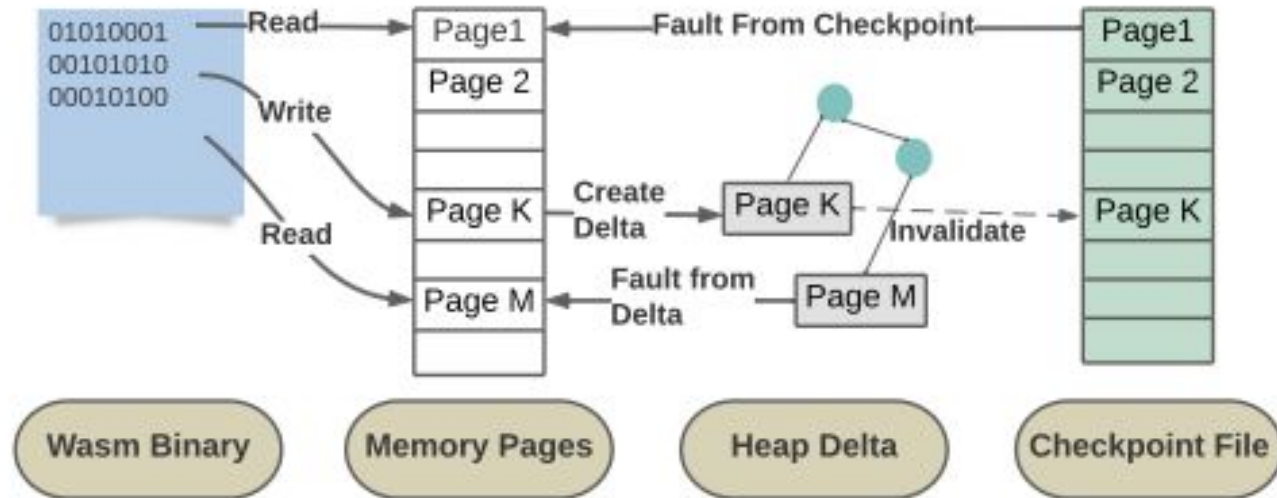 01010001
00101010
00010100
Read
Write
Read
Page1
Page 2
Page K
Page M
Fault From Checkpoint
Create
Delta
Page K
Invalidate
Fault from
Delta
Page M
Page1
Page 2
Page K
Wasm Binary
Memory Pages
Heap Delta
Checkpoint File